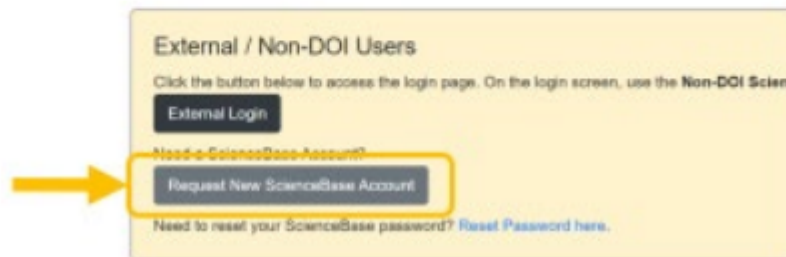 External / Non-DOI Users
Click the button below to access the login page. On the login screen, use the Non-DOI Scien
External Login
Need a ScienceBase Account?
Request New ScienceBase Account
Need to reset your ScienceBase password? Reset Password here.